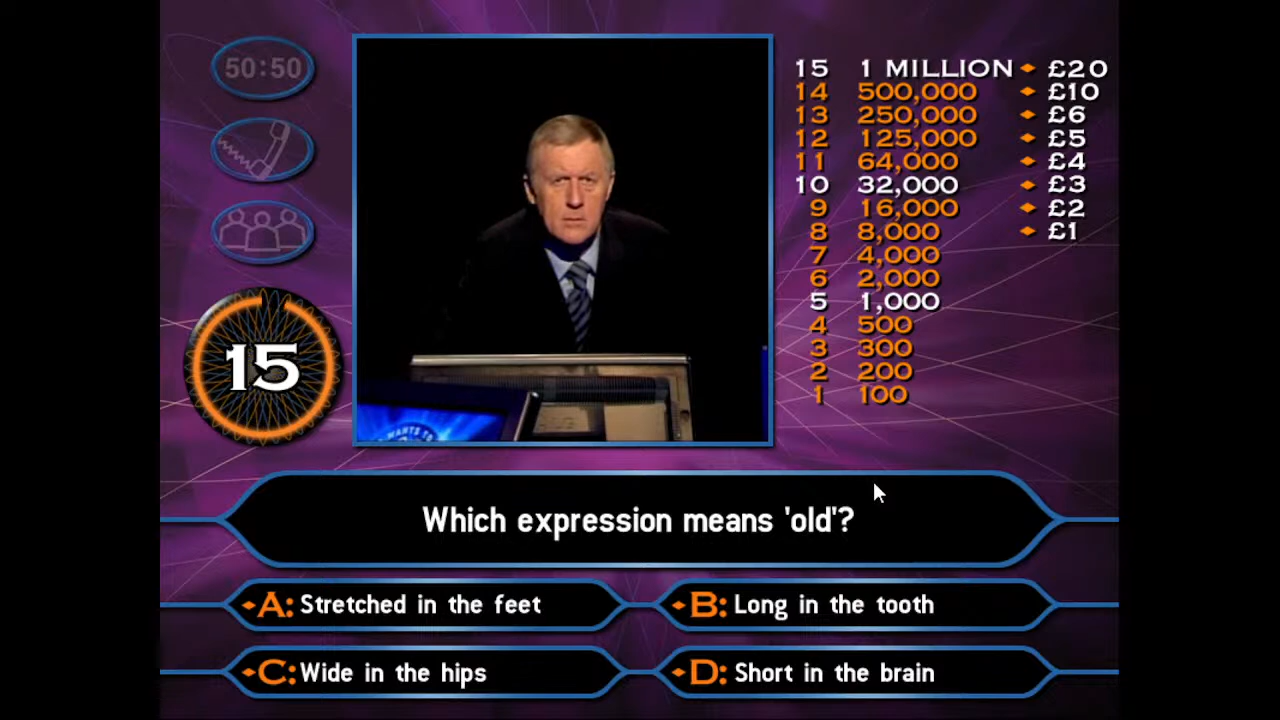 50:50
15 1 MILLION £20
14 500,000 £10
13 250,000 £6
12 125,000 £5
11 64,000 £4
10 32,000 £3
9 16,000 £2
8 8,000 £1
7 4,000
6 2,000
5 1,000
4 500
3 300
2 200
1 100
15
WANTS TO
Which expression means 'old'?
A: Stretched in the feet
B: Long in the tooth
C: Wide in the hips
D: Short in the brain